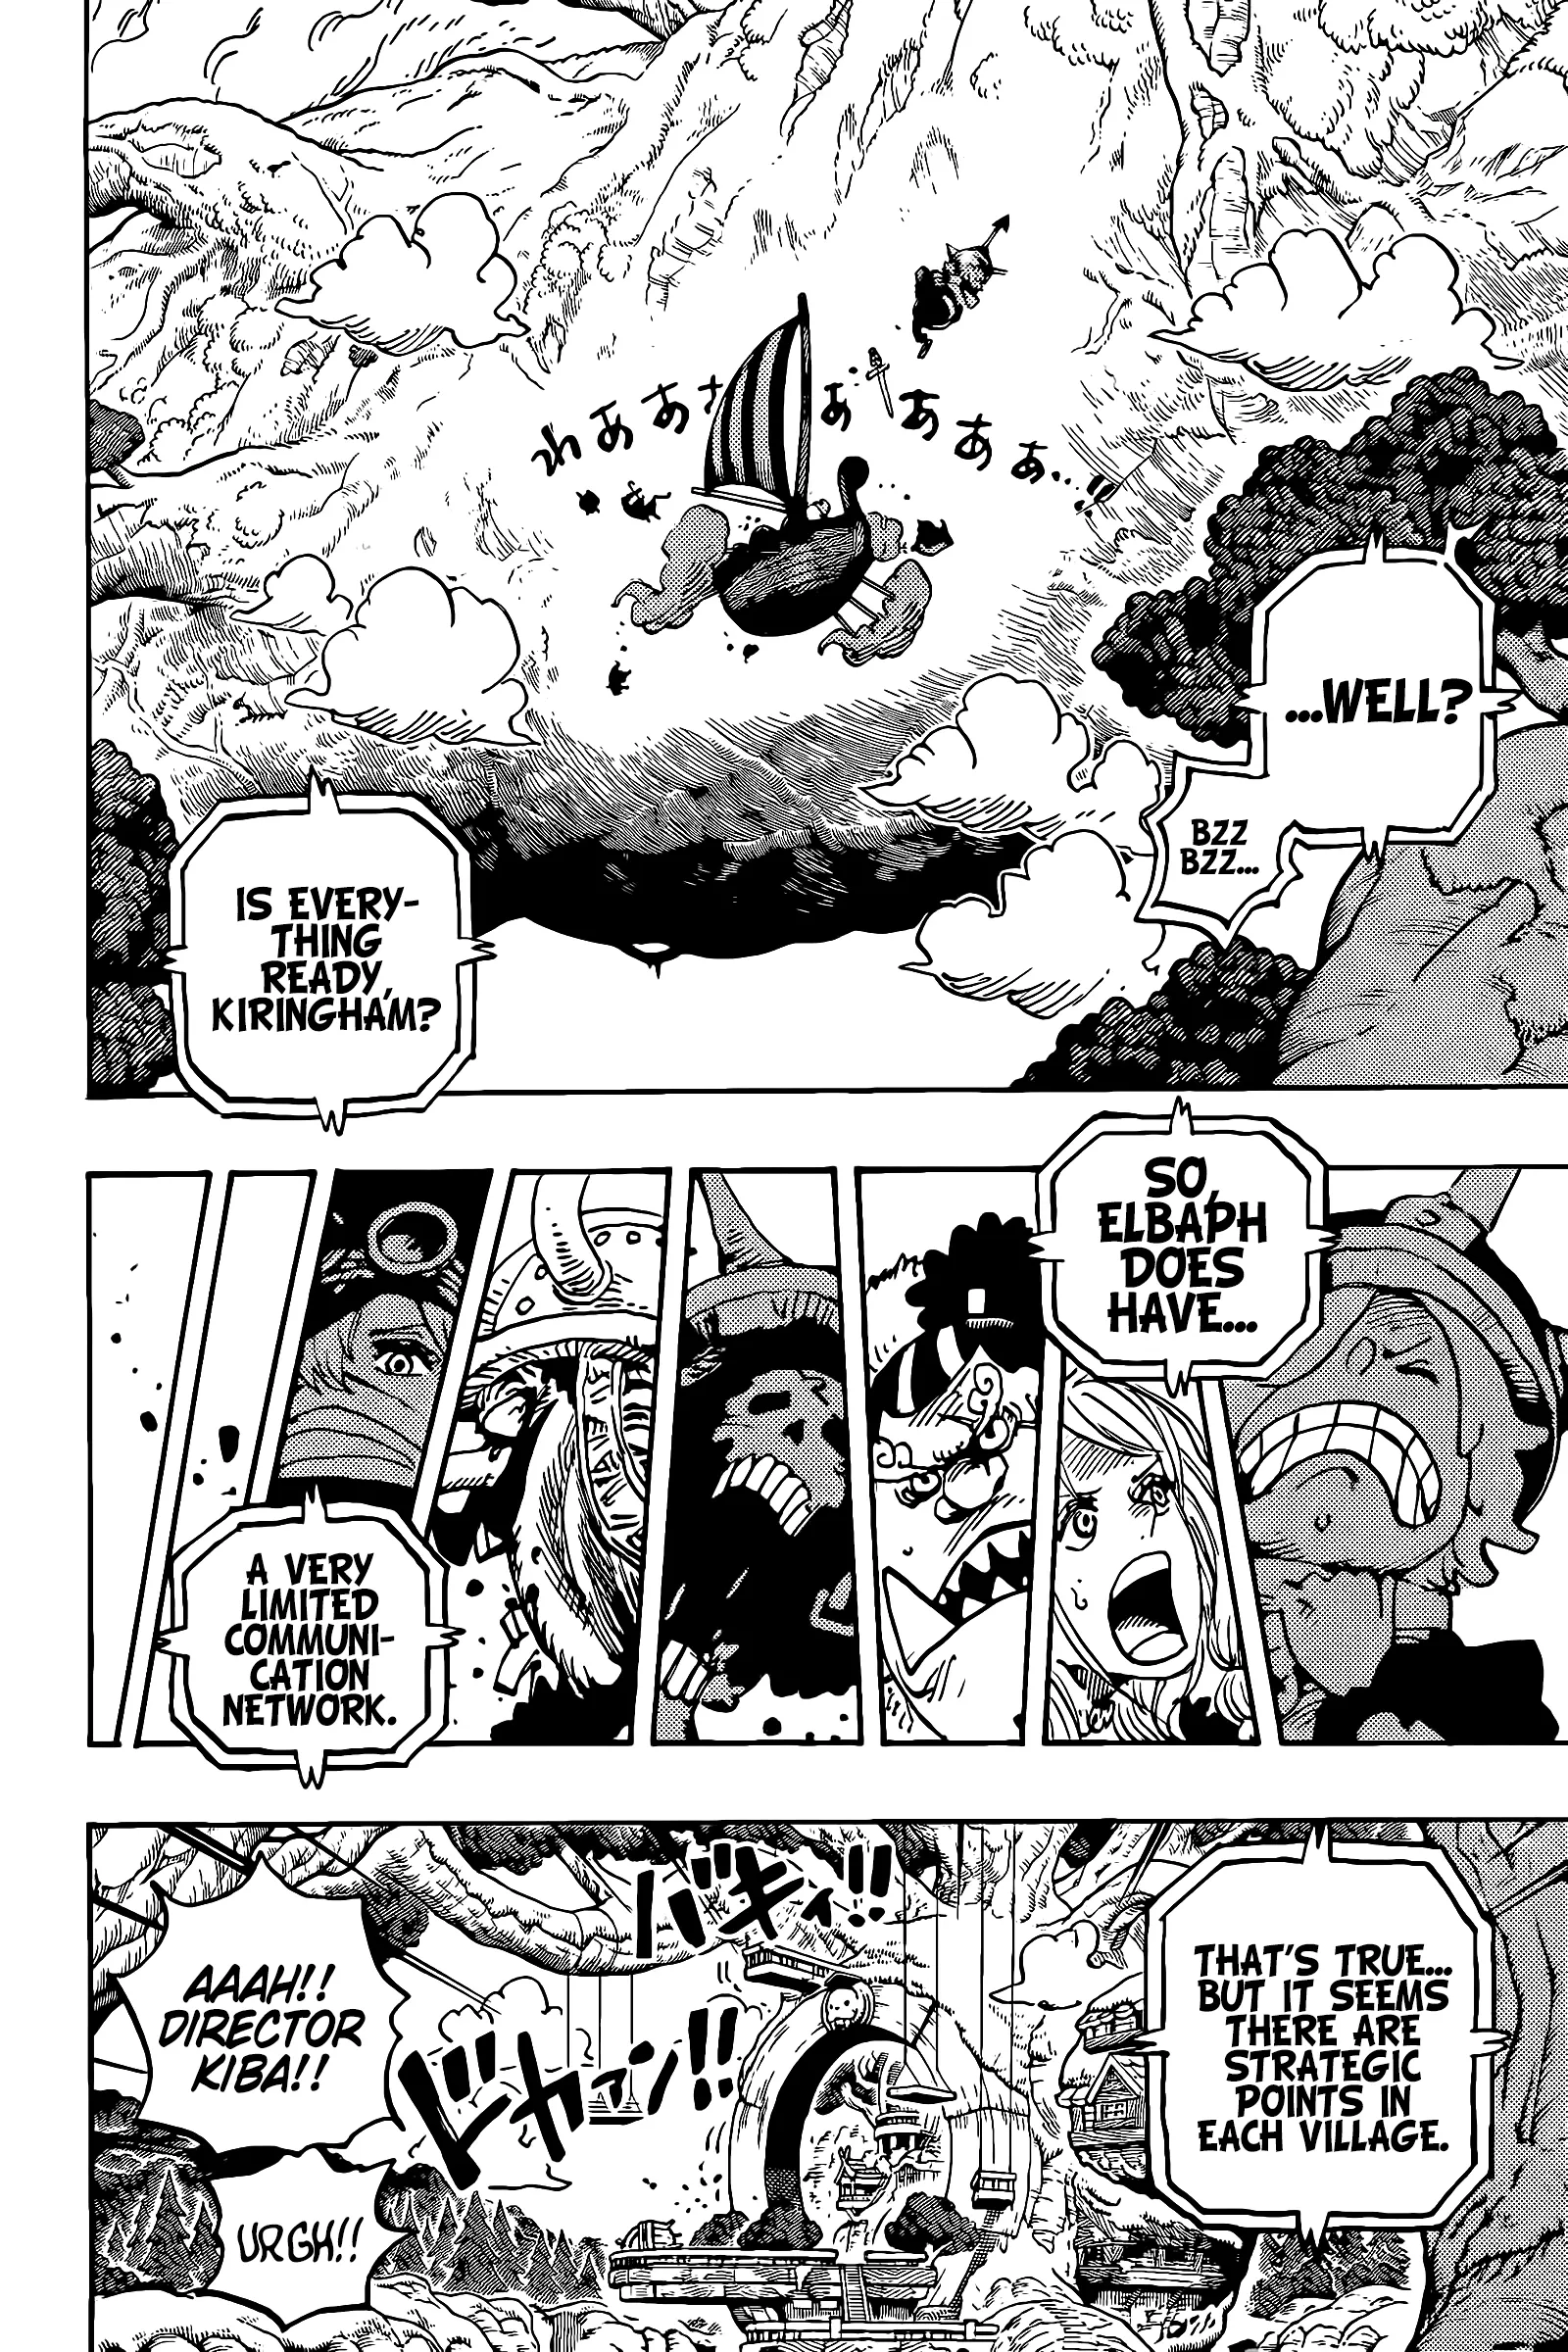 ...WELL?
BZZ
BZZ...
わああさ
ああああ...!!
IS EVERY-
THING
READY,
KIRINGHAM?
SO,
ELBAPH
DOES
HAVE...
A VERY
LIMITED
COMMUNI-
CATION
NETWORK.
THAT'S TRUE...
BUT IT SEEMS
THERE ARE
STRATEGIC
POINTS IN
EACH VILLAGE.
バキィ!!
ドカァン!!
AAAH!!
DIRECTOR
KIBA!!
URGH!!